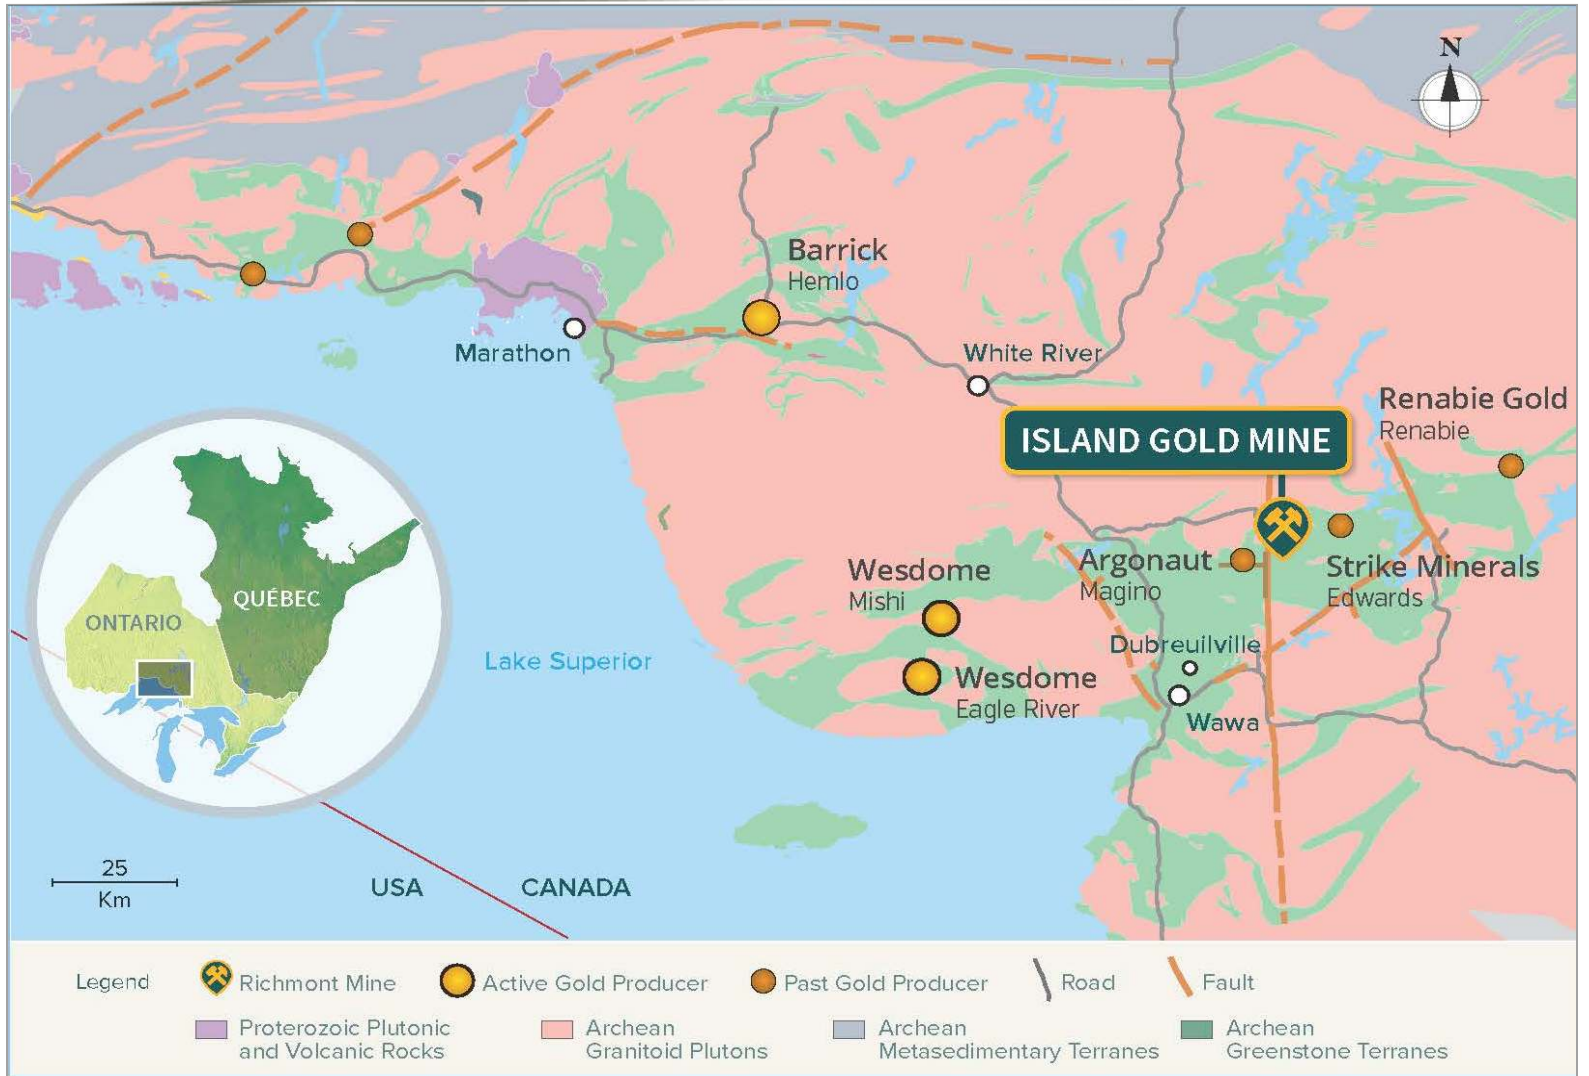 N
Barrick
Hemlo
Marathon
White River
Renabie Gold
Renabie
ISLAND GOLD MINE
QUÉBEC
ONTARIO
Wesdome
Mishi
Argonaut
Magino
Strike Minerals
Edwards
Dubreuilville
Lake Superior
Wesdome
Eagle River
Wawa
25
Km
USA
CANADA
Legend
Richmont Mine
Active Gold Producer
Past Gold Producer
Road
Fault
Proterozoic Plutonic
and Volcanic Rocks
Archean
Granitoid Plutons
Archean
Metasedimentary Terranes
Archean
Greenstone Terranes